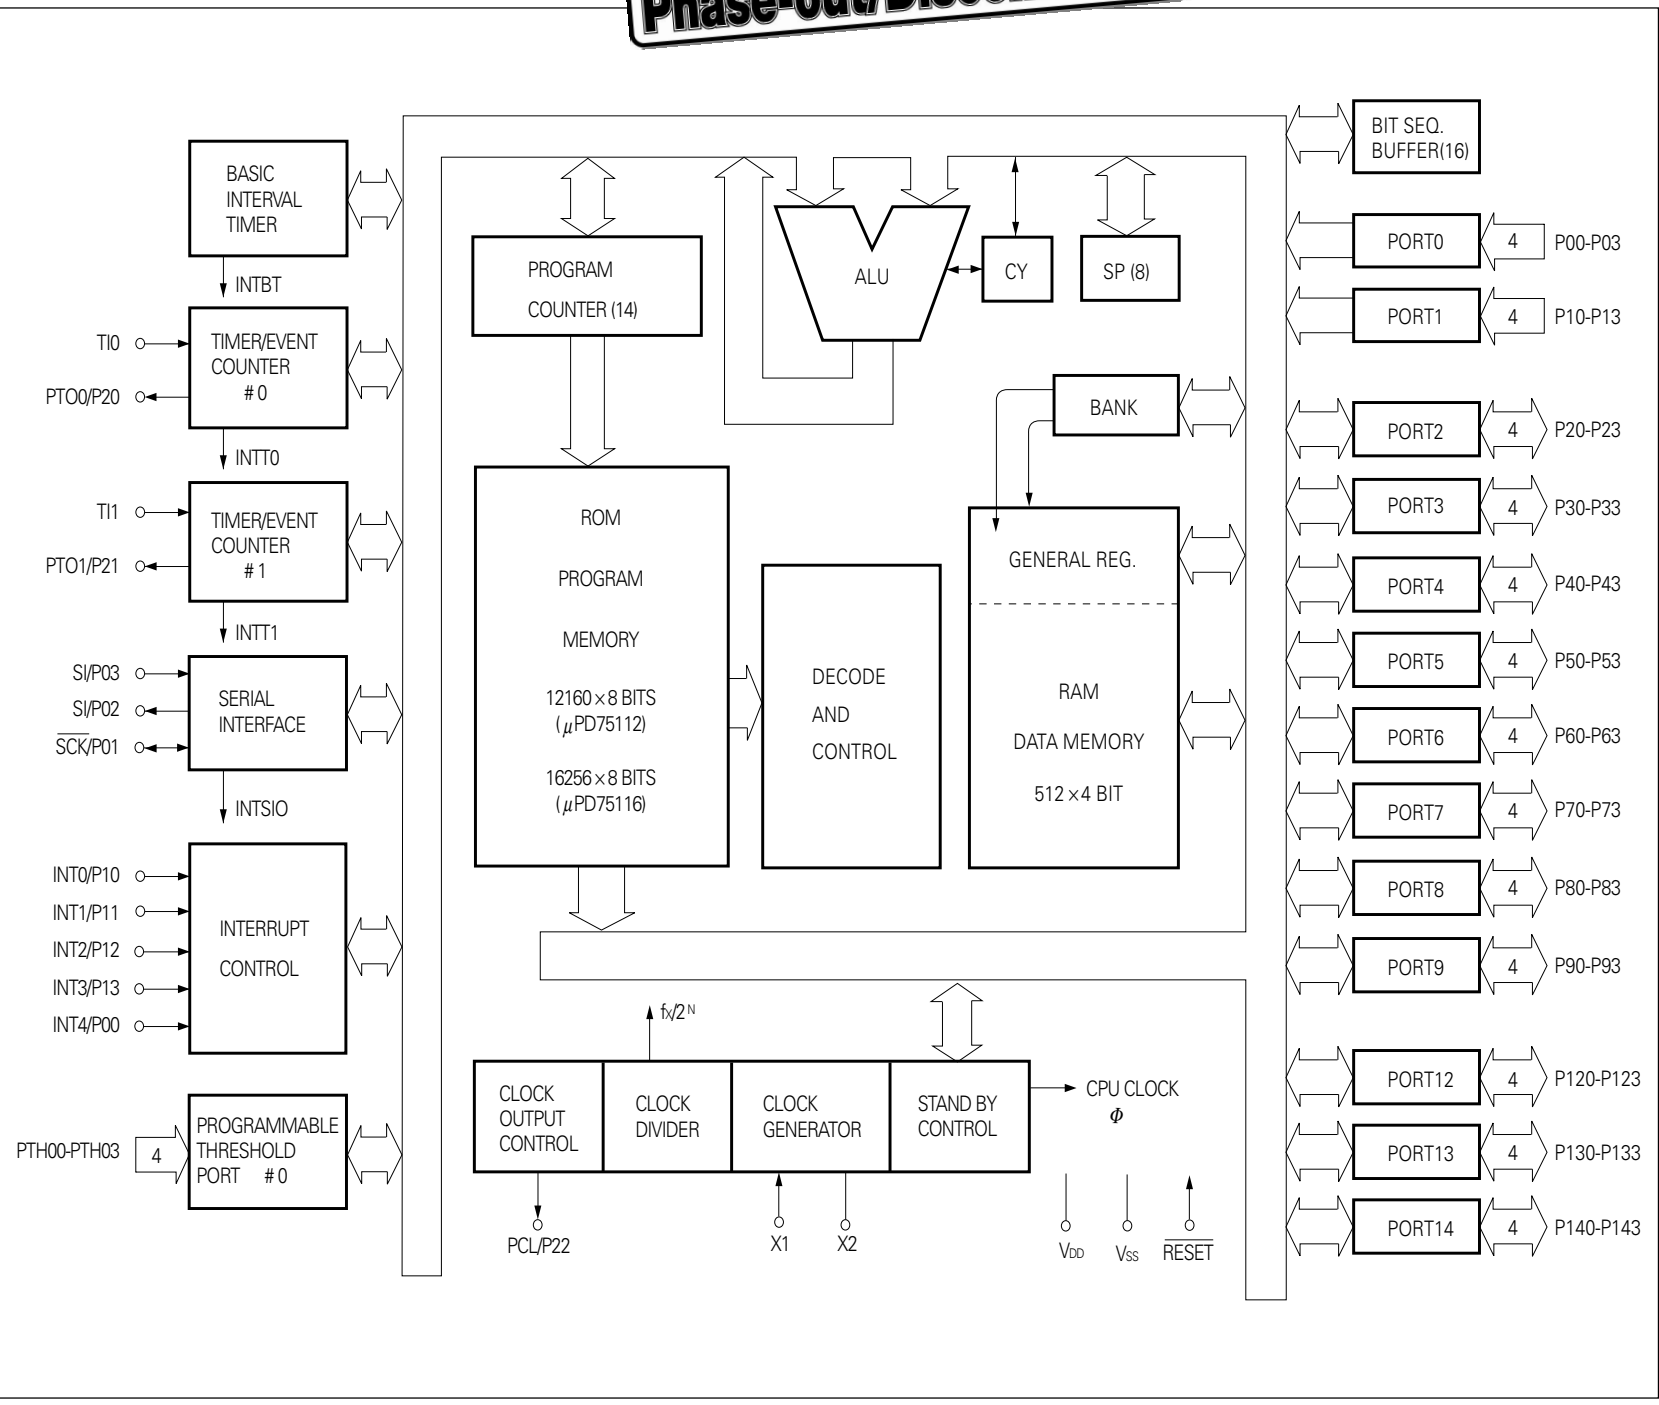 Phase-out/Discon
BASIC
INTERVAL
TIMER
INTBT
TI0
PTO0/P20
TIMER/EVENT
COUNTER
#0
INTT0
TI1
PTO1/P21
TIMER/EVENT
COUNTER
#1
INTT1
SI/P03
SI/P02
SCK/P01
SERIAL
INTERFACE
INTSIO
INT0/P10
INT1/P11
INT2/P12
INT3/P13
INT4/P00
INTERRUPT
CONTROL
PTH00-PTH03
4
PROGRAMMABLE
THRESHOLD
PORT #0
PROGRAM
COUNTER (14)
ALU
CY
SP (8)
BANK
ROM
PROGRAM
MEMORY
12160×8 BITS
(μPD75112)
16256×8 BITS
(μPD75116)
DECODE
AND
CONTROL
GENERAL REG.
RAM
DATA MEMORY
512×4 BIT
fx/2N
CLOCK
OUTPUT
CONTROL
CLOCK
DIVIDER
CLOCK
GENERATOR
STAND BY
CONTROL
CPU CLOCK
Φ
PCL/P22
X1
X2
VDD
VSS
RESET
BIT SEQ.
BUFFER(16)
PORT0 4 P00-P03
PORT1 4 P10-P13
PORT2 4 P20-P23
PORT3 4 P30-P33
PORT4 4 P40-P43
PORT5 4 P50-P53
PORT6 4 P60-P63
PORT7 4 P70-P73
PORT8 4 P80-P83
PORT9 4 P90-P93
PORT12 4 P120-P123
PORT13 4 P130-P133
PORT14 4 P140-P143